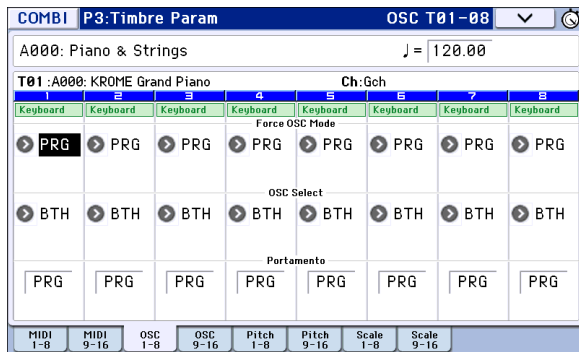 COMBI P3:Timbre Param OSC T01-08
A000: Piano & Strings ♩= 120.00
T01 :A000: KROME Grand Piano Ch:Gch
1 2 3 4 5 6 7 8
Keyboard Keyboard Keyboard Keyboard Keyboard Keyboard Keyboard Keyboard
Force OSC Mode
PRG PRG PRG PRG PRG PRG PRG PRG
OSC Select
BTH BTH BTH BTH BTH BTH BTH BTH
Portamento
PRG PRG PRG PRG PRG PRG PRG PRG
MIDI MIDI OSC OSC Pitch Pitch Scale Scale
1-8 9-16 1-8 9-16 1-8 9-16 1-8 9-16